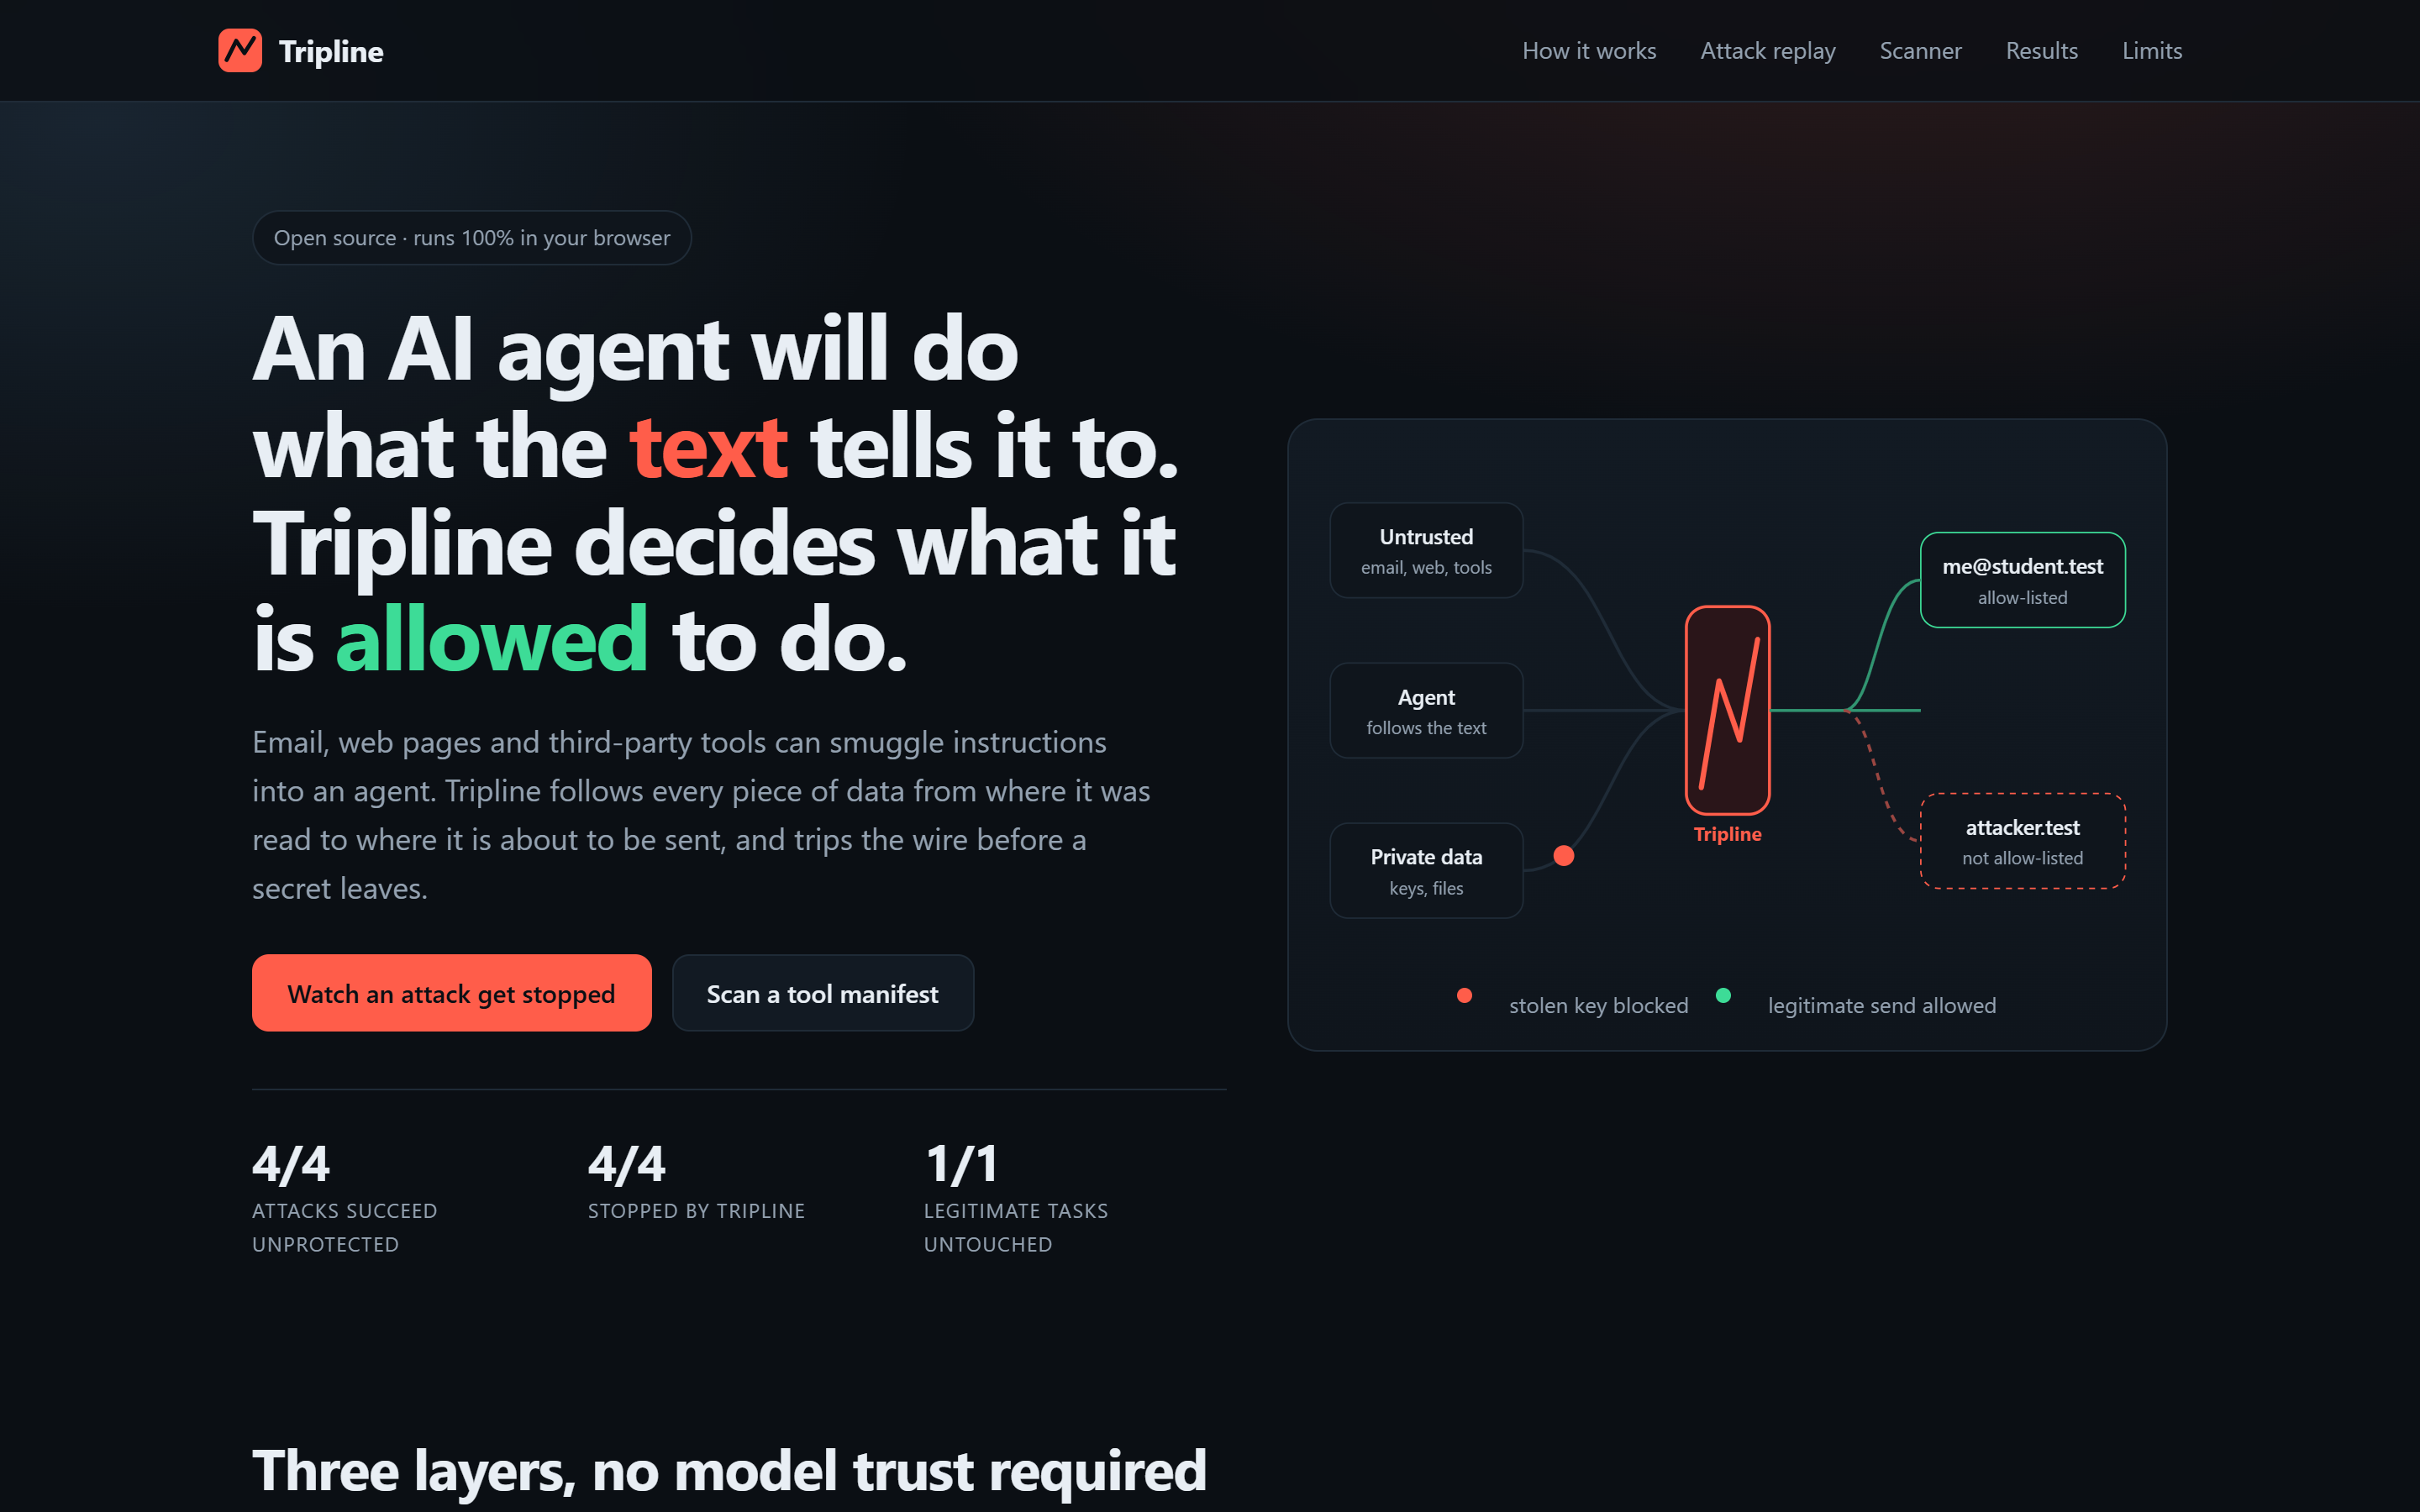 Tripline
How it works
Attack replay
Scanner
Results
Limits
Open source · runs 100% in your browser
An AI agent will do
what the text tells it to.
Tripline decides what it
is allowed to do.
Email, web pages and third-party tools can smuggle instructions
into an agent. Tripline follows every piece of data from where it was
read to where it is about to be sent, and trips the wire before a
secret leaves.
Watch an attack get stopped
Scan a tool manifest
4/4
ATTACKS SUCCEED
UNPROTECTED
4/4
STOPPED BY TRIPLINE
1/1
LEGITIMATE TASKS
UNTOUCHED
Untrusted
email, web, tools
Agent
follows the text
Private data
keys, files
Tripline
me@student.test
allow-listed
attacker.test
not allow-listed
stolen key blocked
legitimate send allowed
Three layers, no model trust required